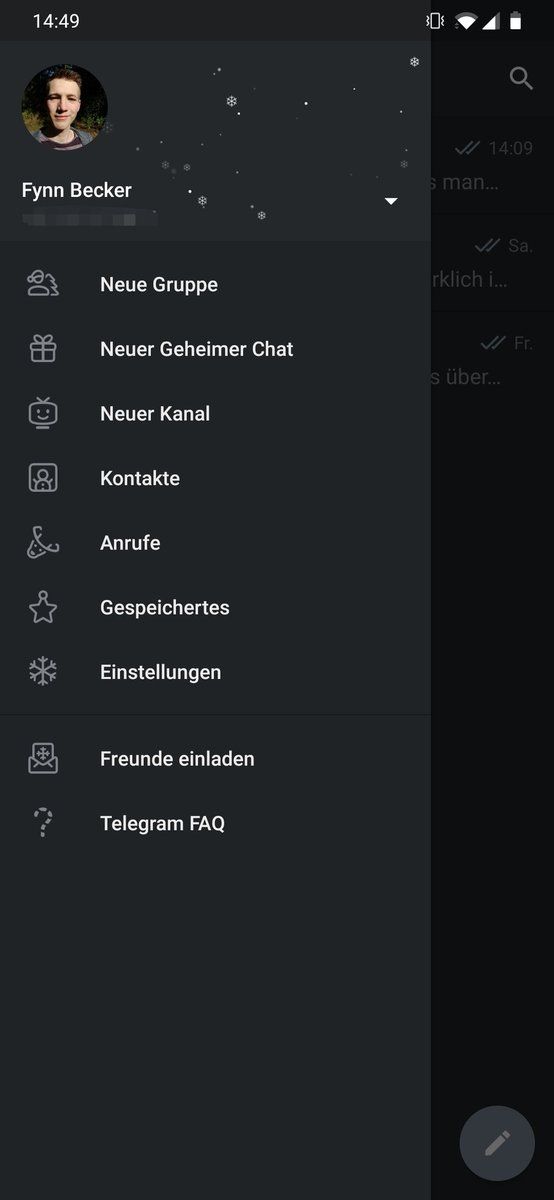 14:49
14:09
Fynn Becker
s man…
Sa.
rklich i…
Neue Gruppe
Fr.
Neuer Geheimer Chat
s über…
Neuer Kanal
Kontakte
Anrufe
Gespeichertes
Einstellungen
Freunde einladen
Telegram FAQ